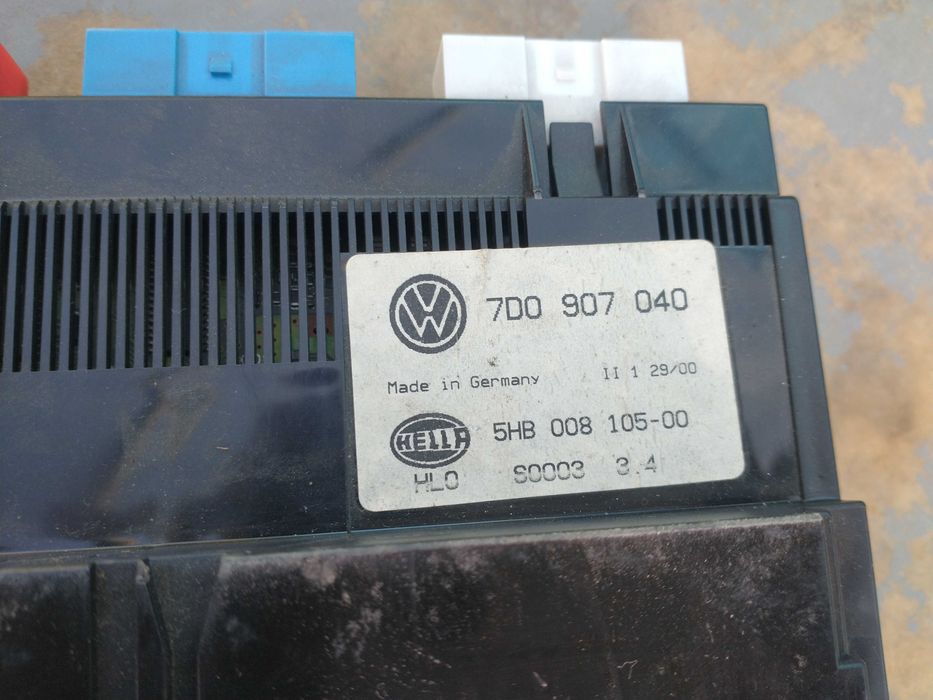 7D0 907 040
Made in Germany II 1 29/00
HELLA 5HB 008 105-00
HLO S0003 3.4